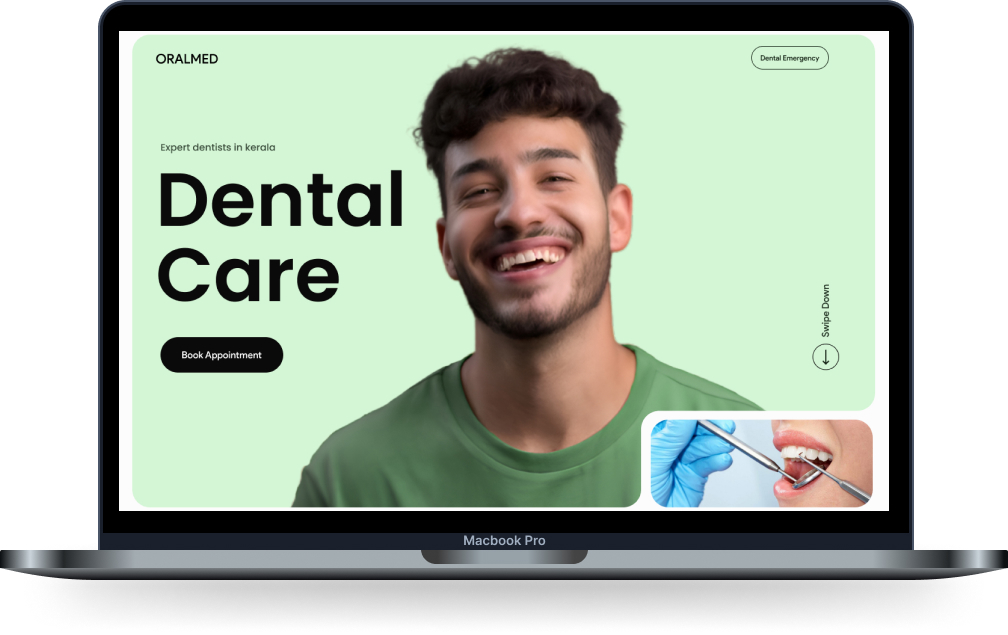 ORALMED
Dental Emergency
Expert dentists in kerala
Dental
Care
Book Appointment
Swipe Down
Macbook Pro